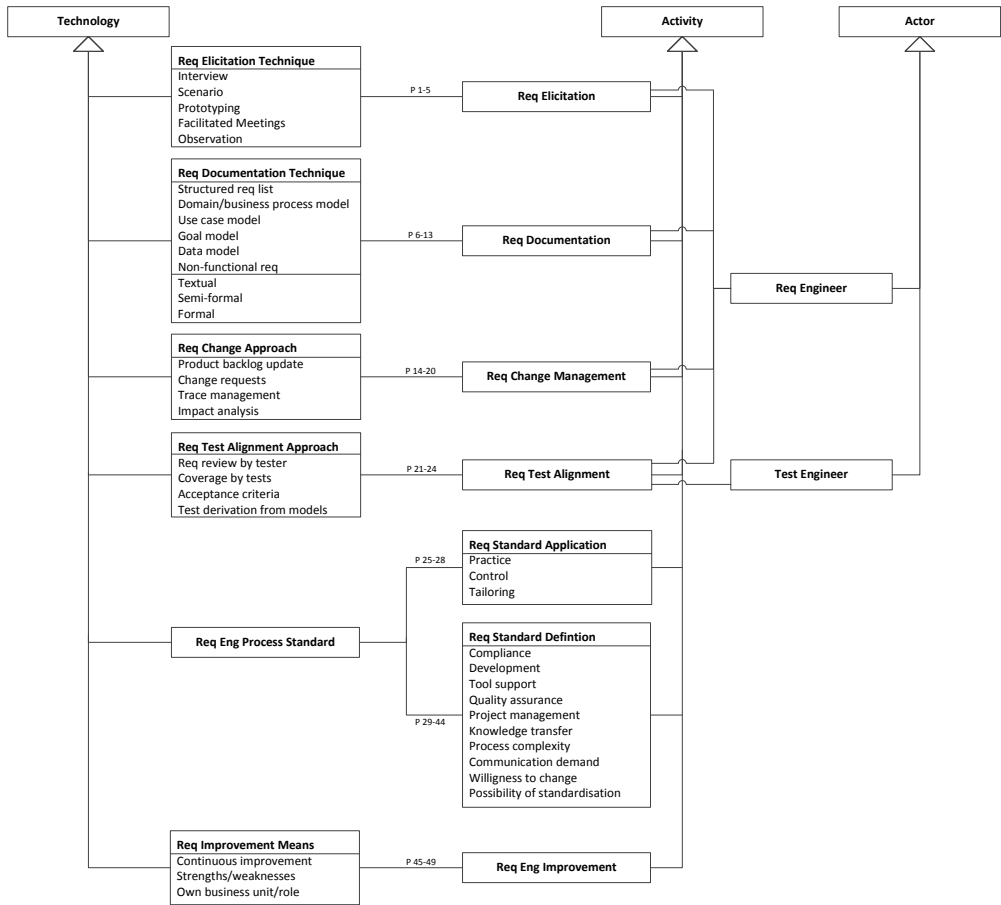 Technology
Activity
Actor
Req Elicitation Technique
Interview
Scenario
Prototyping
Facilitated Meetings
Observation
P 1-5
Req Elicitation
Req Documentation Technique
Structured req list
Domain/business process model
Use case model
Goal model
Data model
Non-functional req
Textual
Semi-formal
Formal
P 6-13
Req Documentation
Req Engineer
Req Change Approach
Product backlog update
Change requests
Trace management
Impact analysis
P 14-20
Req Change Management
Req Test Alignment Approach
Req review by tester
Coverage by tests
Acceptance criteria
Test derivation from models
P 21-24
Req Test Alignment
Test Engineer
Req Eng Process Standard
P 25-28
Req Standard Application
Practice
Control
Tailoring
P 29-44
Req Standard Defintion
Compliance
Development
Tool support
Quality assurance
Project management
Knowledge transfer
Process complexity
Communication demand
Willigness to change
Possibility of standardisation
Req Improvement Means
Continuous improvement
Strengths/weaknesses
Own business unit/role
P 45-49
Req Eng Improvement